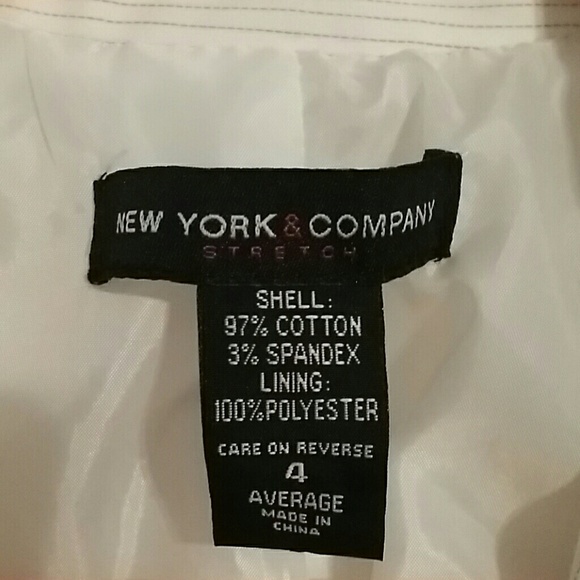 NEW YORK & COMPANY
STRETCH
SHELL:
97% COTTON
3% SPANDEX
LINING:
100%POLYESTER
CARE ON REVERSE
4
AVERAGE
MADE IN
CHINA